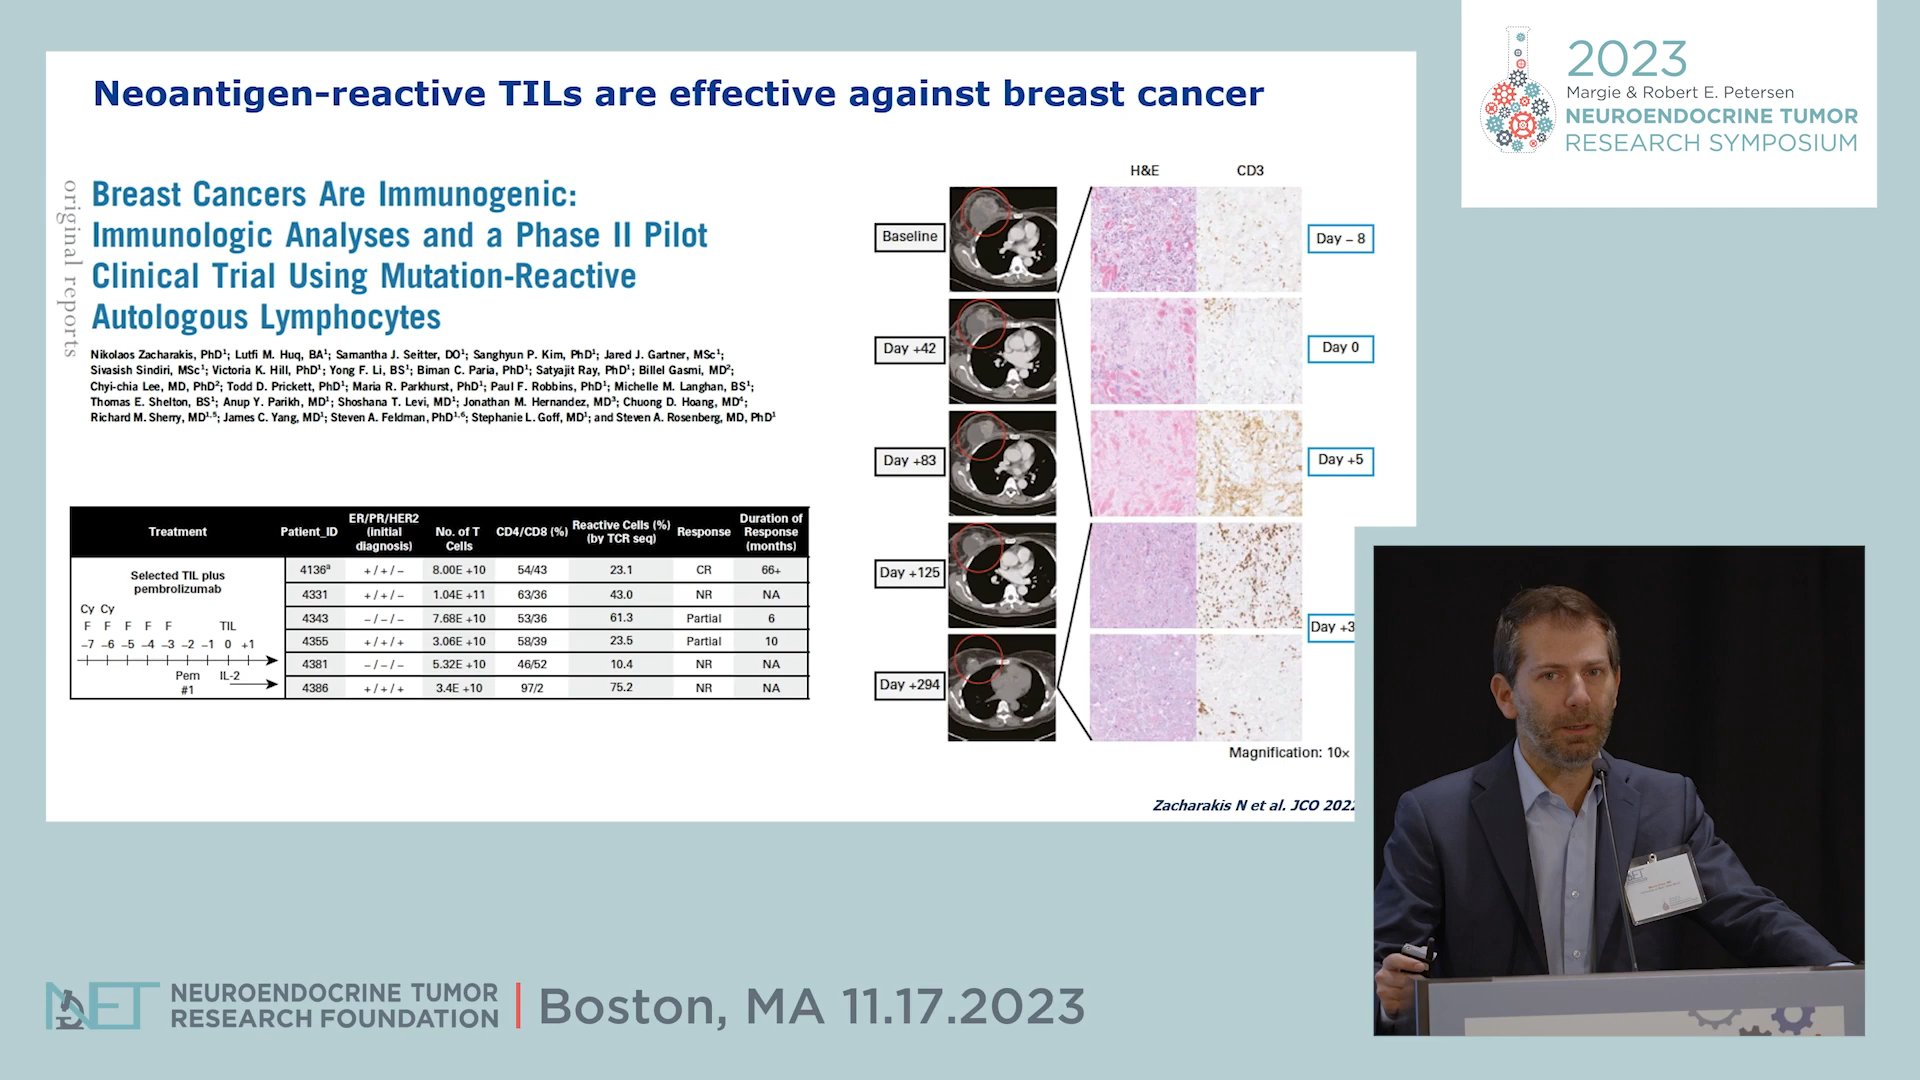 Neoantigen-reactive TILs are effective against breast cancer
original reports
Breast Cancers Are Immunogenic:
Immunologic Analyses and a Phase II Pilot
Clinical Trial Using Mutation-Reactive
Autologous Lymphocytes
Nikolaos Zacharakis, PhD1; Lutfi M. Huq, BA1; Samantha J. Seitter, DO1; Sanghyun P. Kim, PhD1; Jared J. Gartner, MSc1;
Sivasish Sindiri, MSc1; Victoria K. Hill, PhD1; Yong F. Li, BS1; Biman C. Paria, PhD1; Satyajit Ray, PhD1; Billel Gasmi, MD2;
Chyi-chia Lee, MD, PhD2; Todd D. Prickett, PhD1; Maria R. Parkhurst, PhD1; Paul F. Robbins, PhD1; Michelle M. Langhan, BS1;
Thomas E. Shelton, BS1; Anup Y. Parikh, MD1; Shoshana T. Levi, MD1; Jonathan M. Hernandez, MD3; Chuong D. Hoang, MD4;
Richard M. Sherry, MD1,5; James C. Yang, MD1; Steven A. Feldman, PhD1,6; Stephanie L. Goff, MD1; and Steven A. Rosenberg, MD, PhD1
Treatment Patient_ID ER/PR/HER2 (initial diagnosis) No. of T Cells CD4/CD8 (%) Reactive Cells (%) (by TCR seq) Response Duration of Response (months)
Selected TIL plus
pembrolizumab
Cy Cy
F F F F F TIL
–7 –6 –5 –4 –3 –2 –1 0 +1
Pem IL-2
#1
4136a +/+/– 8.00E +10 54/43 23.1 CR 66+
4331 +/+/– 1.04E +11 63/36 43.0 NR NA
4343 –/–/– 7.68E +10 53/36 61.3 Partial 6
4355 +/+/+ 3.06E +10 58/39 23.5 Partial 10
4381 –/–/– 5.32E +10 46/52 10.4 NR NA
4386 +/+/+ 3.4E +10 97/2 75.2 NR NA
H&E CD3
Baseline Day – 8
Day +42 Day 0
Day +83 Day +5
Day +125
Day +3
Day +294
Magnification: 10x
Zacharakis N et al. JCO 2022
2023
Margie & Robert E. Petersen
NEUROENDOCRINE TUMOR
RESEARCH SYMPOSIUM
NET
NEUROENDOCRINE TUMOR
RESEARCH FOUNDATION
Boston, MA 11.17.2023